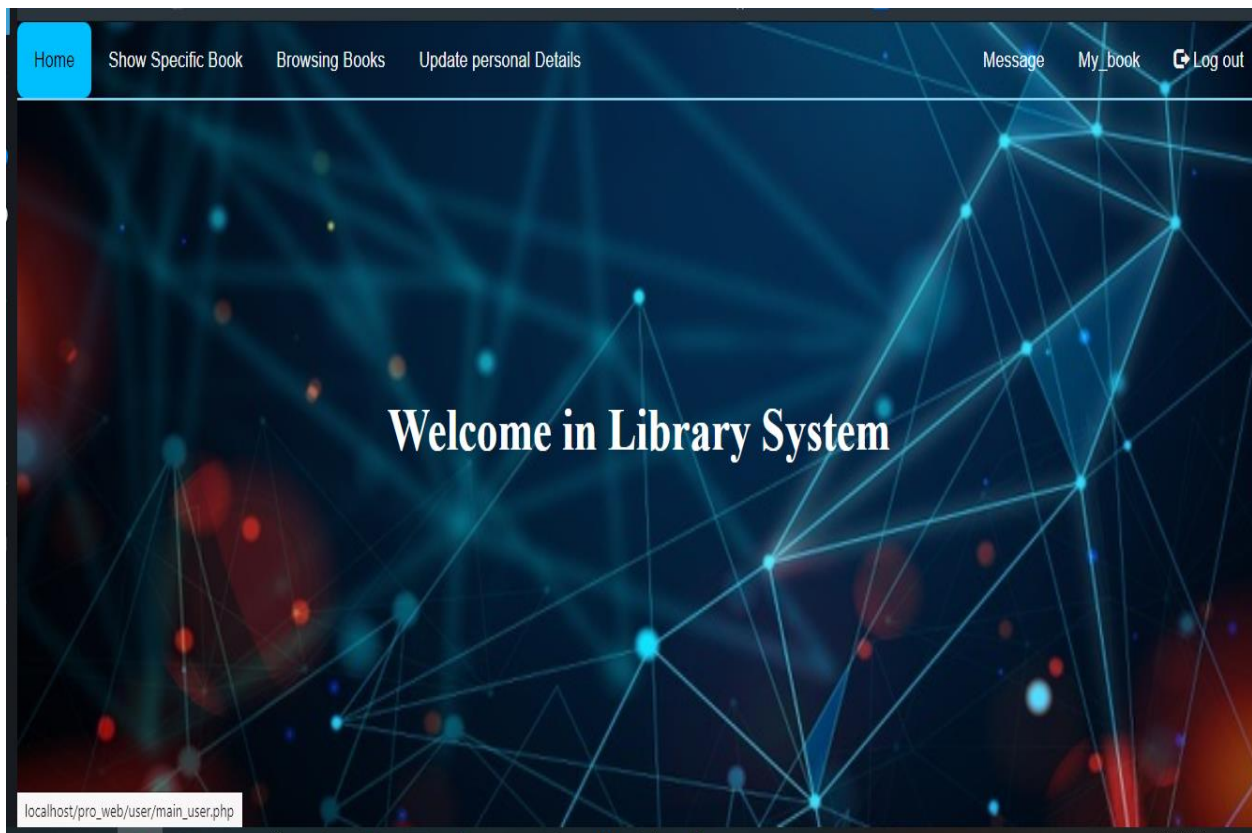 Home Show Specific Book Browsing Books Update personal Details Message My_book Log out
Welcome in Library System
localhost/pro_web/user/main_user.php